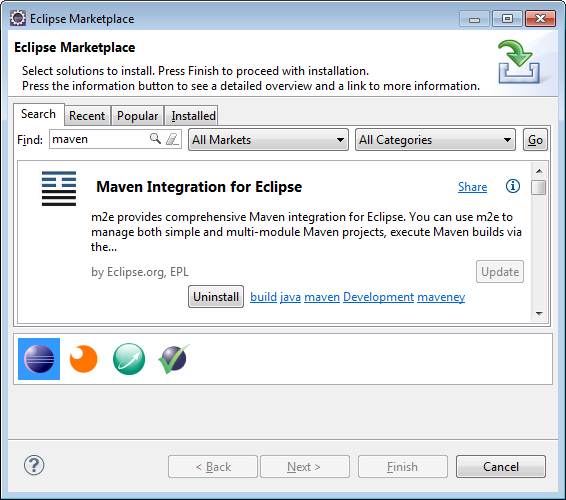 Eclipse Marketplace
Eclipse Marketplace
Select solutions to install. Press Finish to proceed with installation.
Press the information button to see a detailed overview and a link to more information.
Search Recent Popular Installed
Find: maven All Markets All Categories Go
Maven Integration for Eclipse Share
m2e provides comprehensive Maven integration for Eclipse. You can use m2e to
manage both simple and multi-module Maven projects, execute Maven builds via
the...
by Eclipse.org, EPL Update
Uninstall build java maven Development maveney
< Back Next > Finish Cancel